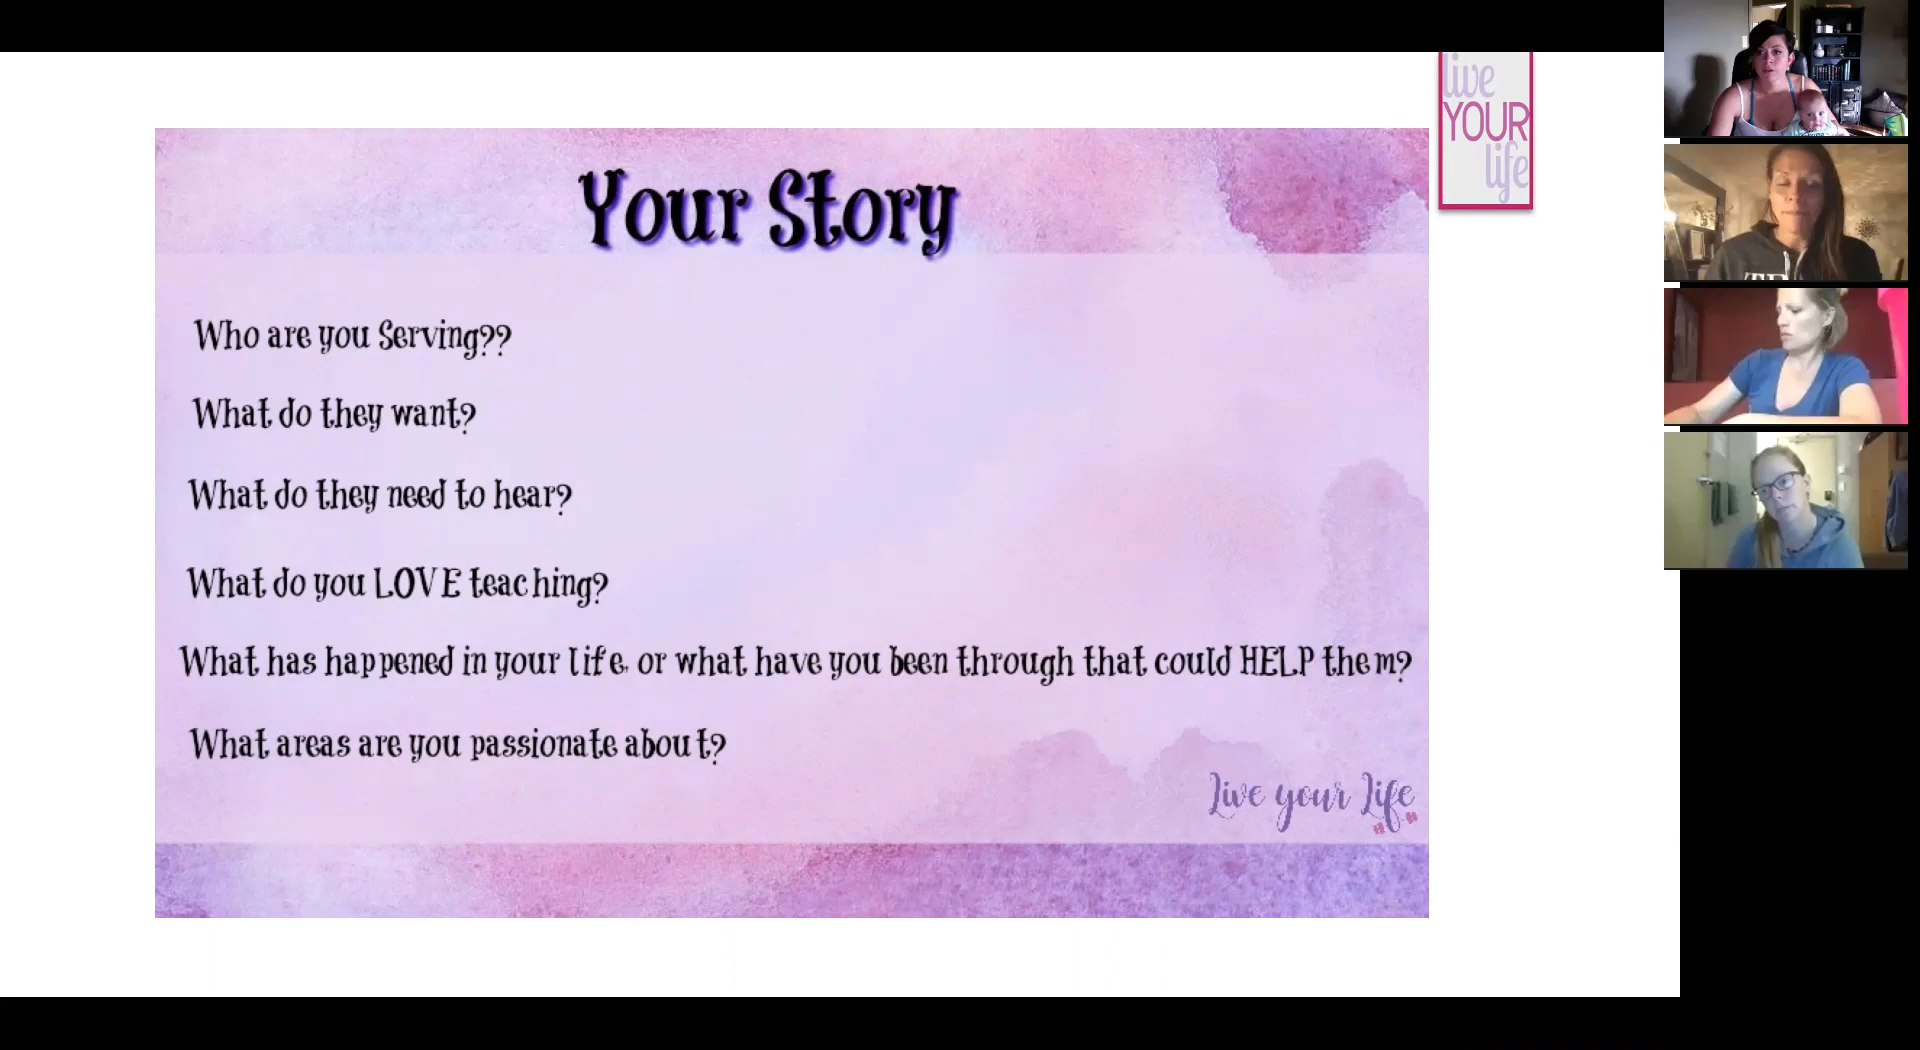 live
YOUR
life
Your Story
Who are you Serving??
What do they want?
What do they need to hear?
What do you LOVE teaching?
What has happened in your life, or what have you been through that could HELP them?
What areas are you passionate about?
Live your Life